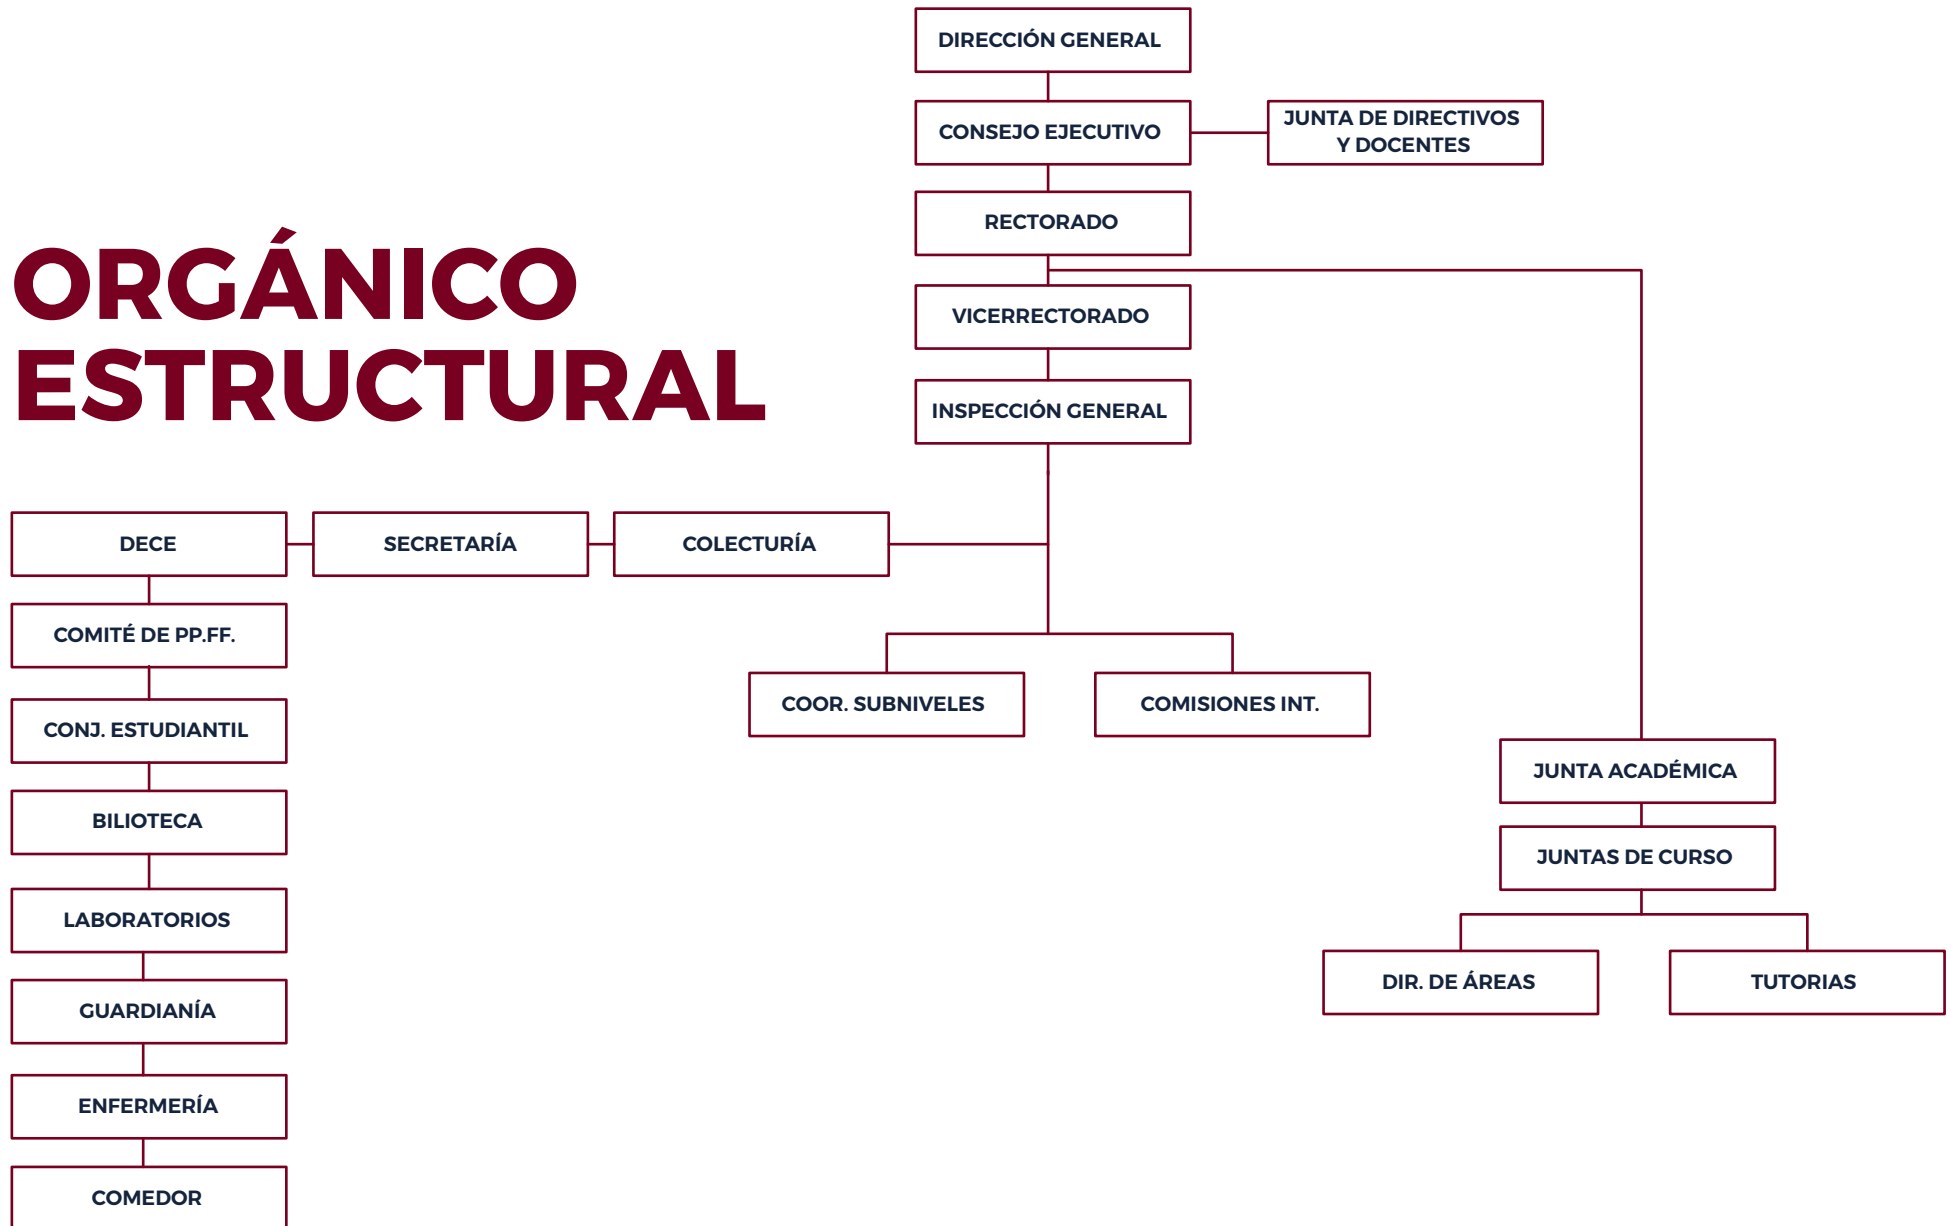 DIRECCIÓN GENERAL
CONSEJO EJECUTIVO
JUNTA DE DIRECTIVOS
Y DOCENTES
RECTORADO
ORGÁNICO
ESTRUCTURAL
VICERRECTORADO
INSPECCIÓN GENERAL
DECE
SECRETARÍA
COLECTURÍA
COMITÉ DE PP.FF.
CONJ. ESTUDIANTIL
BILIOTECA
LABORATORIOS
GUARDIANÍA
ENFERMERÍA
COMEDOR
COOR. SUBNIVELES
COMISIONES INT.
JUNTA ACADÉMICA
JUNTAS DE CURSO
DIR. DE ÁREAS
TUTORIAS